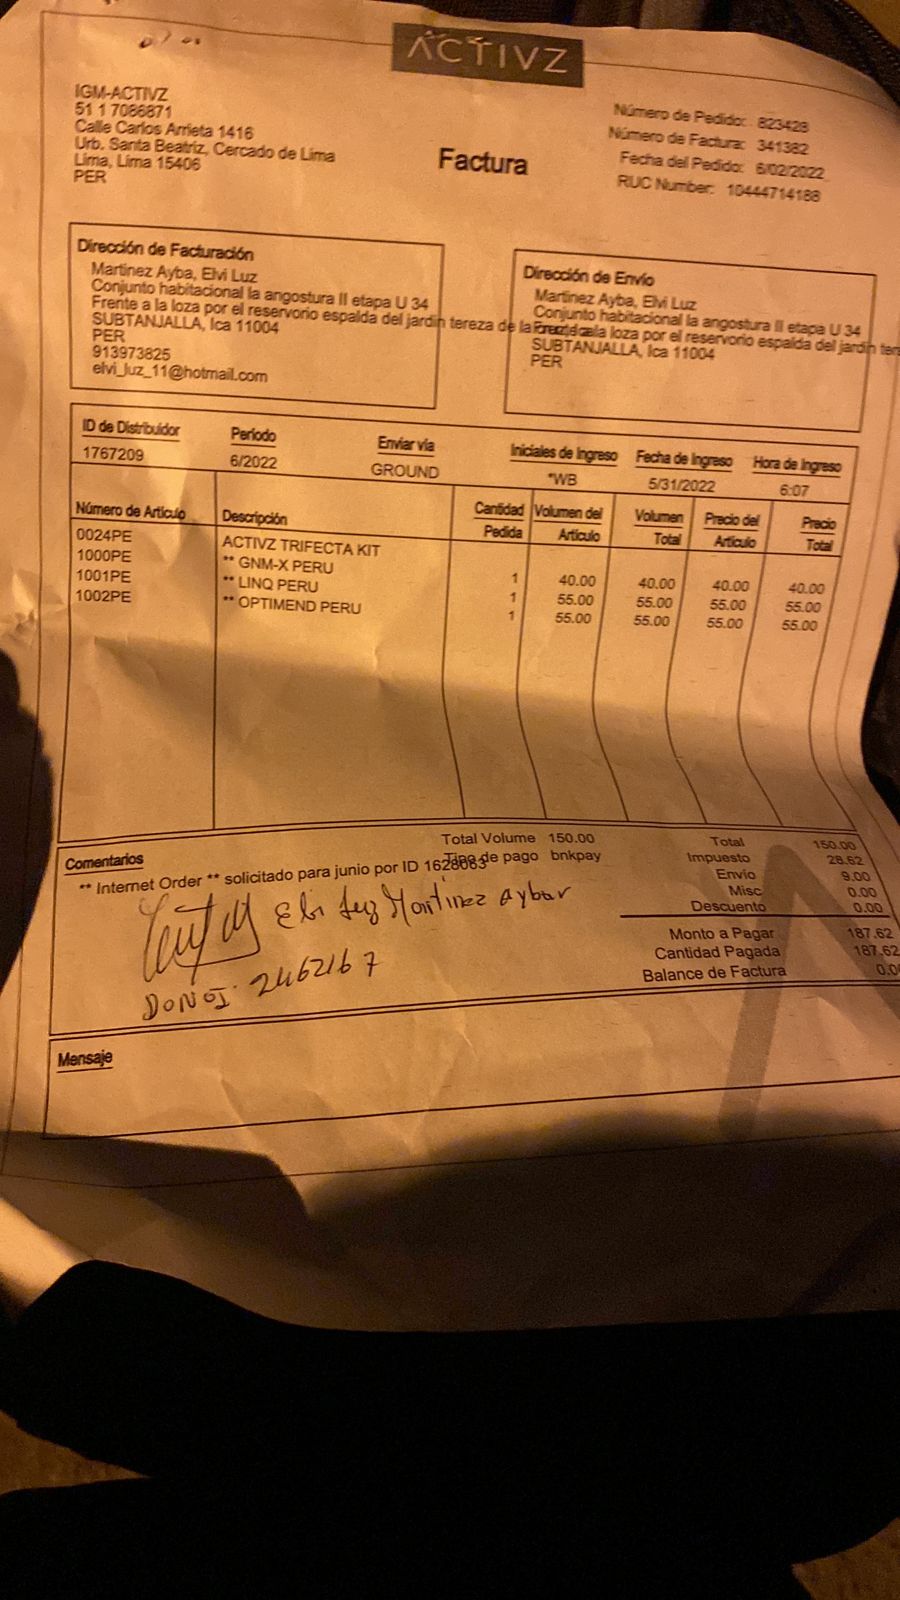 ACTIVZ
IGM-ACTIVZ
51 1 7086871
Calle Carlos Arrieta 1416
Urb. Santa Beatriz, Cercado de Lima
Lima, Lima 15406
PER
Factura
Número de Pedido: 823428
Número de Factura: 341382
Fecha del Pedido: 6/02/2022
RUC Number: 10444714188
Dirección de Facturación
Martinez Ayba, Elvi Luz
Conjunto habitacional la angostura II etapa U 34
Frente a la loza por el reservorio espalda del jardin tereza de la
SUBTANJALLA, Ica 11004
PER
913973825
elvi_luz_11@hotmail.com
Dirección de Envío
Martinez Ayba, Elvi Luz
Conjunto habitacional la angostura II etapa U 34
loza por el reservorio espalda del jardin
SUBTANJALLA, Ica 11004
PER
ID de Distribuidor Período Enviar vía Iniciales de Ingreso Fecha de Ingreso Hora de Ingreso
1767209 6/2022 GROUND *WB 5/31/2022 6:07
Número de Artículo Descripción Cantidad Pedida Volumen del Artículo Volumen Total Precio del Artículo Precio Total
0024PE ACTIVZ TRIFECTA KIT
1000PE ** GNM-X PERU 1 40.00 40.00 40.00 40.00
1001PE ** LINQ PERU 1 55.00 55.00 55.00 55.00
1002PE ** OPTIMEND PERU 1 55.00 55.00 55.00 55.00
Comentarios
Total Volume 150.00
Tipo de pago bnkpay
** Internet Order ** solicitado para junio por ID 1628063
Total 150.00
Impuesto 28.62
Envío 9.00
Misc 0.00
Descuento 0.00
Monto a Pagar 187.62
Cantidad Pagada 187.62
Balance de Factura 0.0
Martinez Aybar
2462167
Mensaje